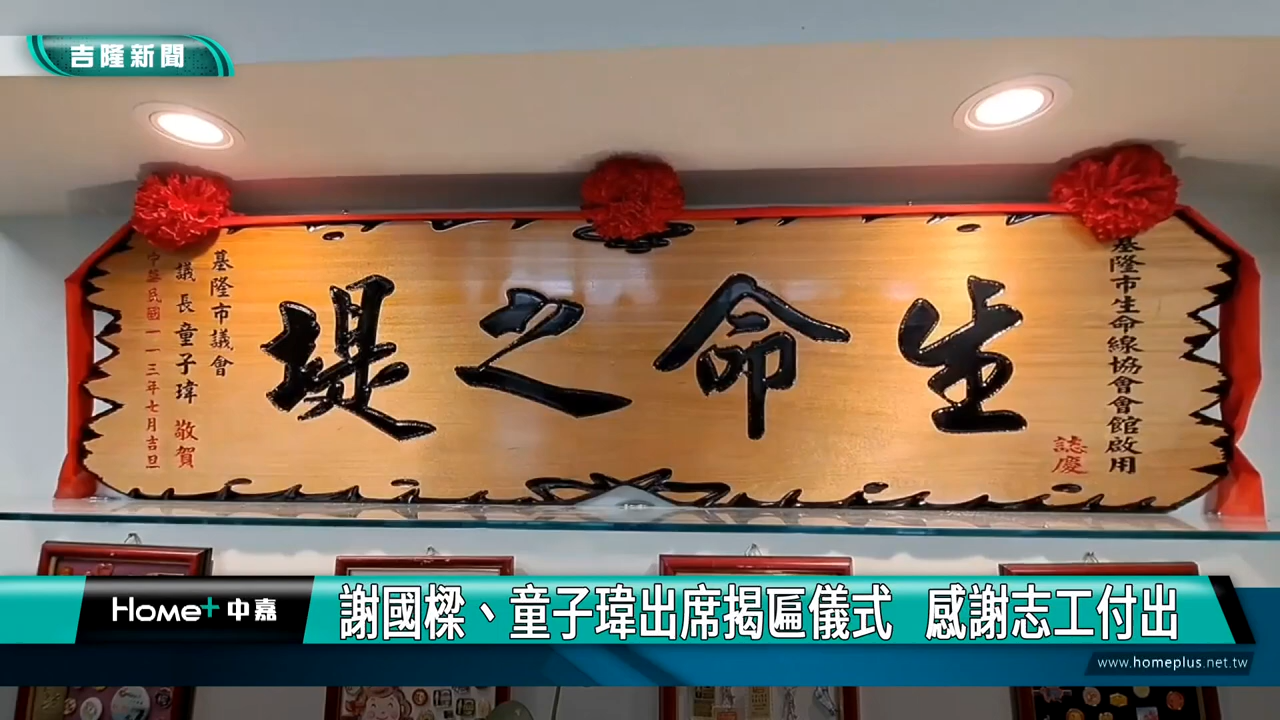 吉隆新聞
基隆市生命線協會會館啟用
誌慶
生命之堤
基隆市議會
議長童子瑋 敬賀
中華民國一一三年七月吉旦
Home+中嘉
謝國樑、童子瑋出席揭匾儀式 感謝志工付出
www.homeplus.net.tw